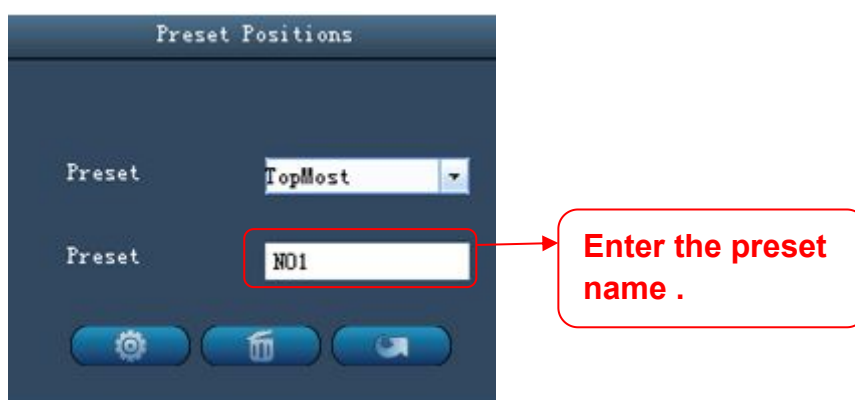 Preset Positions
Preset
TopMost
Preset
NO1
Enter the preset
name .